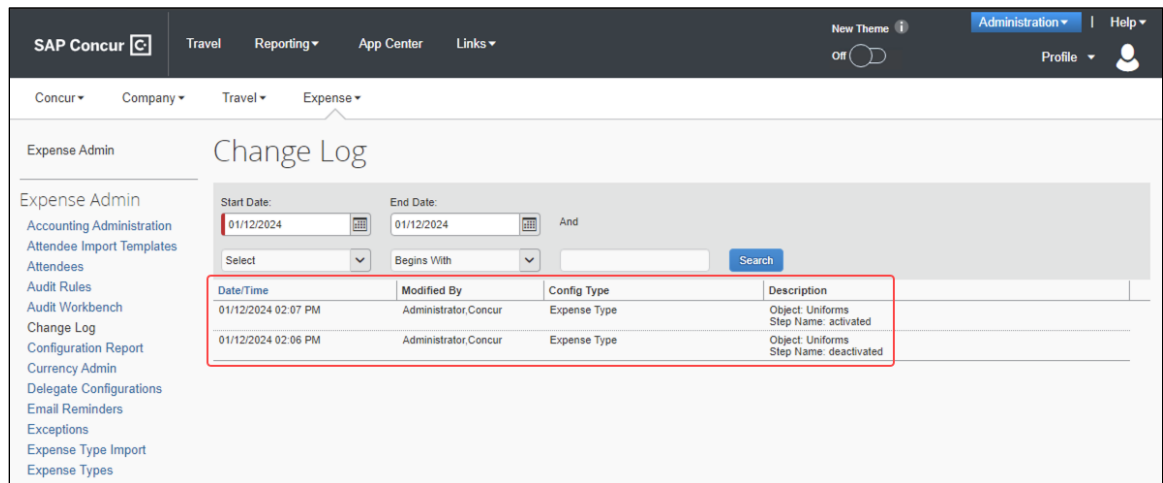 New Theme
Administration
|
Help
SAP Concur C
Travel
Reporting
App Center
Links
Off
Profile
Concur
Company
Travel
Expense
Expense Admin
Change Log
Expense Admin
Accounting Administration
Attendee Import Templates
Attendees
Audit Rules
Audit Workbench
Change Log
Configuration Report
Currency Admin
Delegate Configurations
Email Reminders
Exceptions
Expense Type Import
Expense Types
Start Date:
End Date:
01/12/2024
01/12/2024
And
Select
Begins With
Search
Date/Time Modified By Config Type Description
01/12/2024 02:07 PM Administrator,Concur Expense Type Object: Uniforms
Step Name: activated
01/12/2024 02:06 PM Administrator,Concur Expense Type Object: Uniforms
Step Name: deactivated